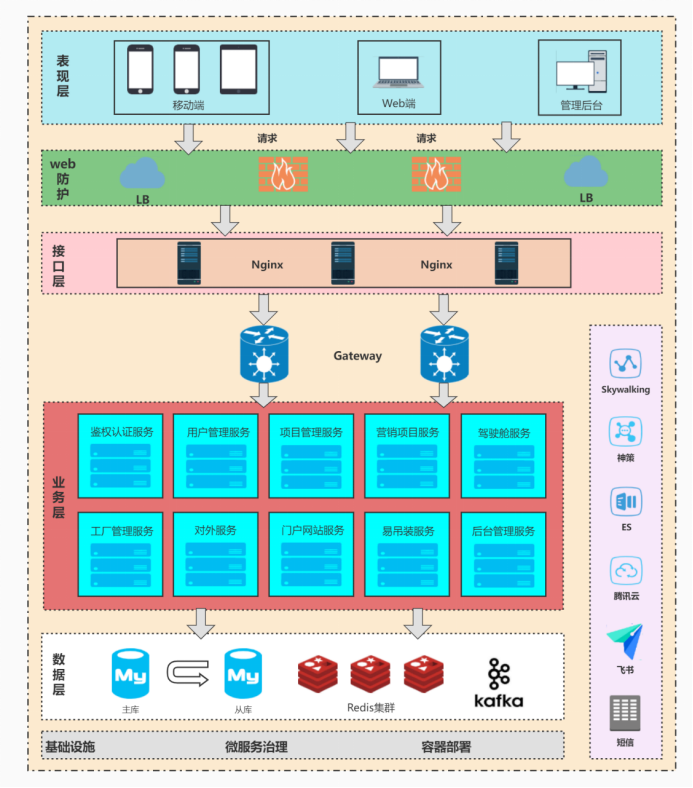 表现层
移动端
Web端
管理后台
请求
请求
web防护
LB
LB
接口层
Nginx
Nginx
Gateway
业务层
鉴权认证服务
用户管理服务
项目管理服务
营销项目服务
驾驶舱服务
工厂管理服务
对外服务
门户网站服务
易吊装服务
后台管理服务
数据层
My
主库
My
从库
Redis集群
kafka
基础设施
微服务治理
容器部署
Skywalking
神策
ES
腾讯云
飞书
短信